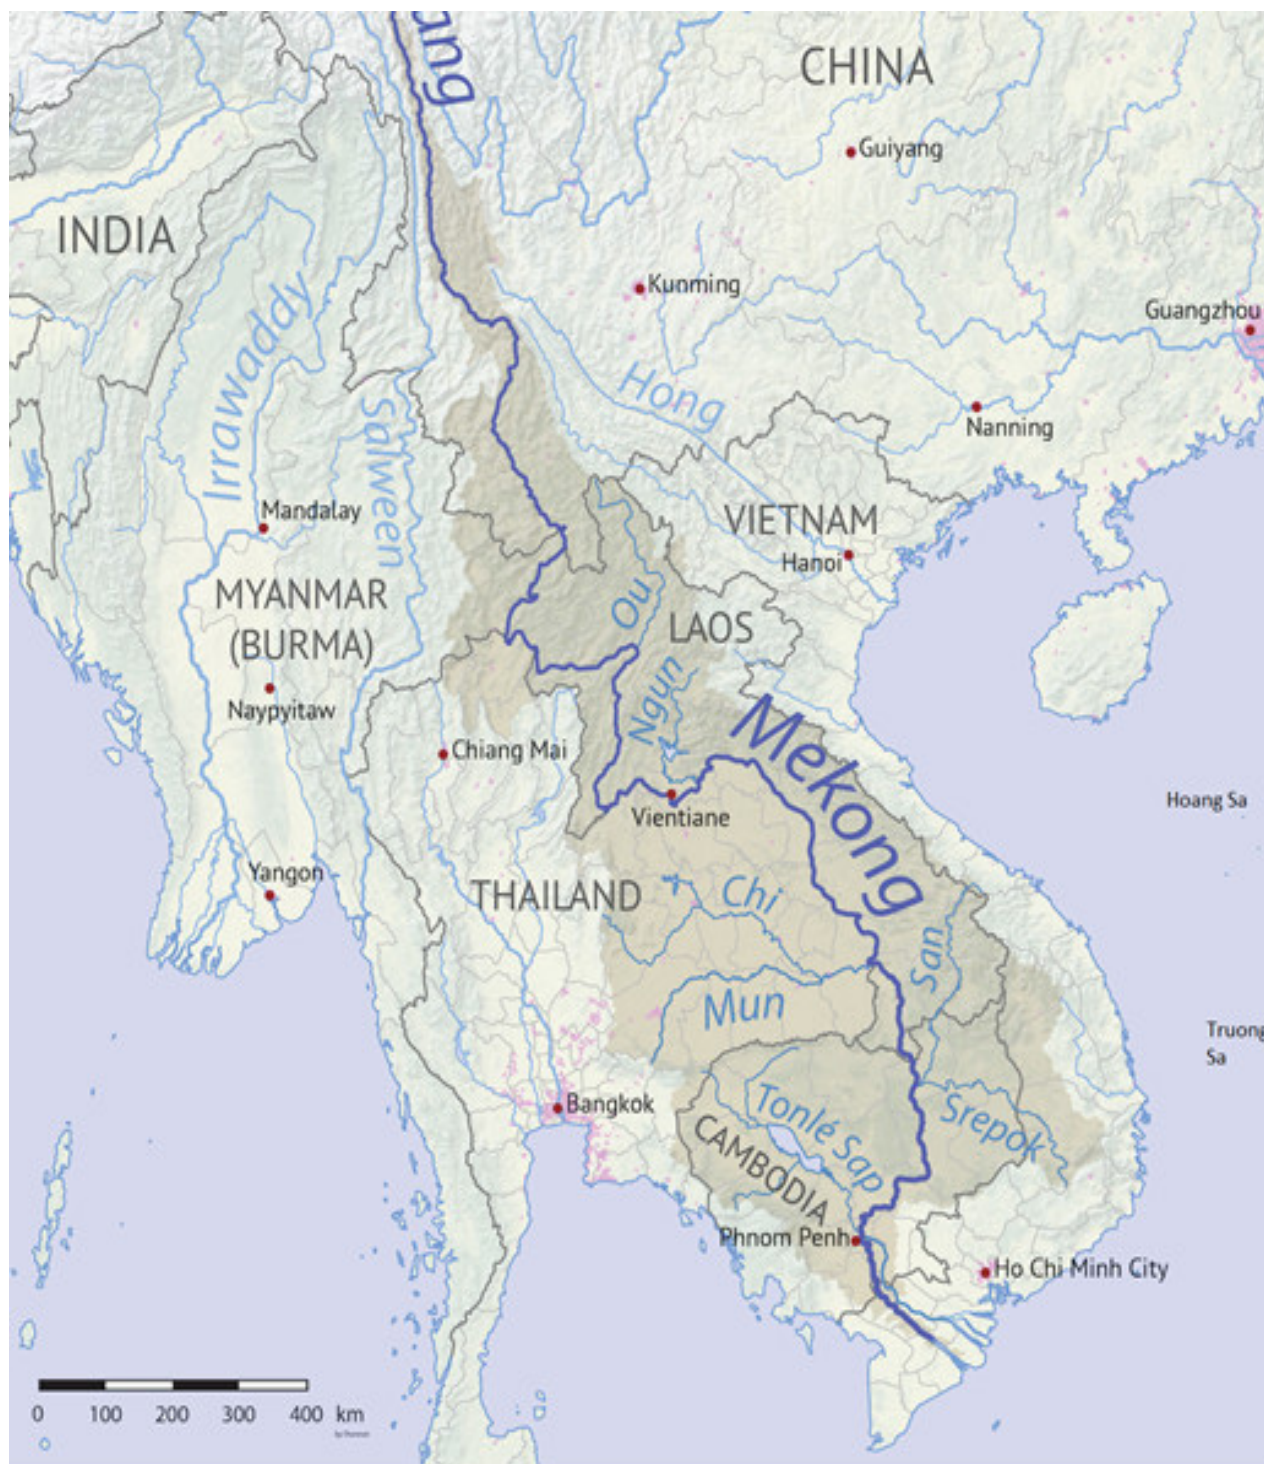 ang
CHINA
Guiyang
INDIA
Kunming
Guangzhou
Irrawaddy
Hong
Salween
Nanning
Mandalay
VIETNAM
Hanoi
MYANMAR
(BURMA)
Ou
LAOS
Ngun
Naypyitaw
Mekong
Chiang Mai
Hoang Sa
Vientiane
Yangon
THAILAND
Chi
San
Mun
Truong
Sa
Bangkok
Tonlé Sap
Srepok
CAMBODIA
Phnom Penh
Ho Chi Minh City
0 100 200 300 400 km